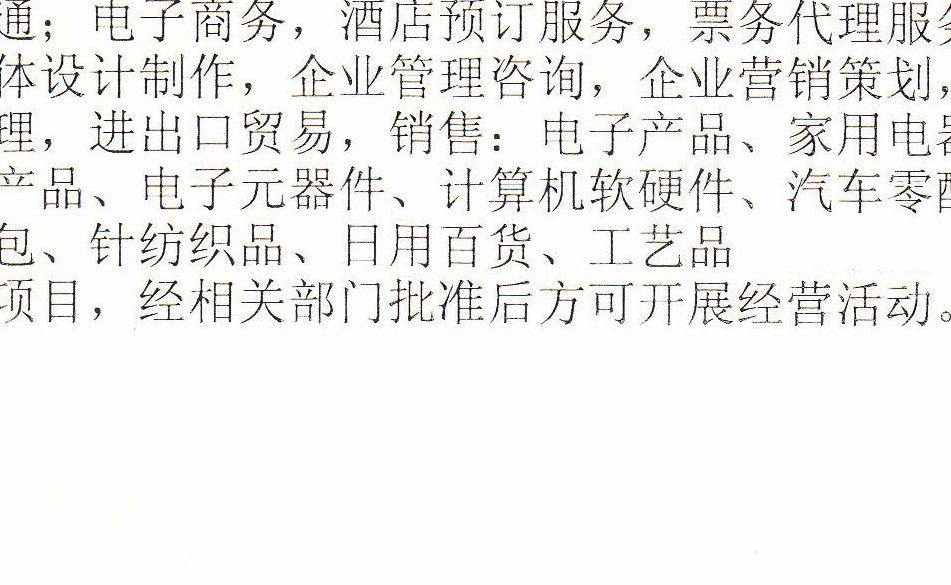 通；电子商务，酒店预订服务，票务代理服务
体设计制作，企业管理咨询，企业营销策划，
理，进出口贸易，销售：电子产品、家用电器
产品、电子元器件、计算机软硬件、汽车零配
包、针纺织品、日用百货、工艺品
项目，经相关部门批准后方可开展经营活动。